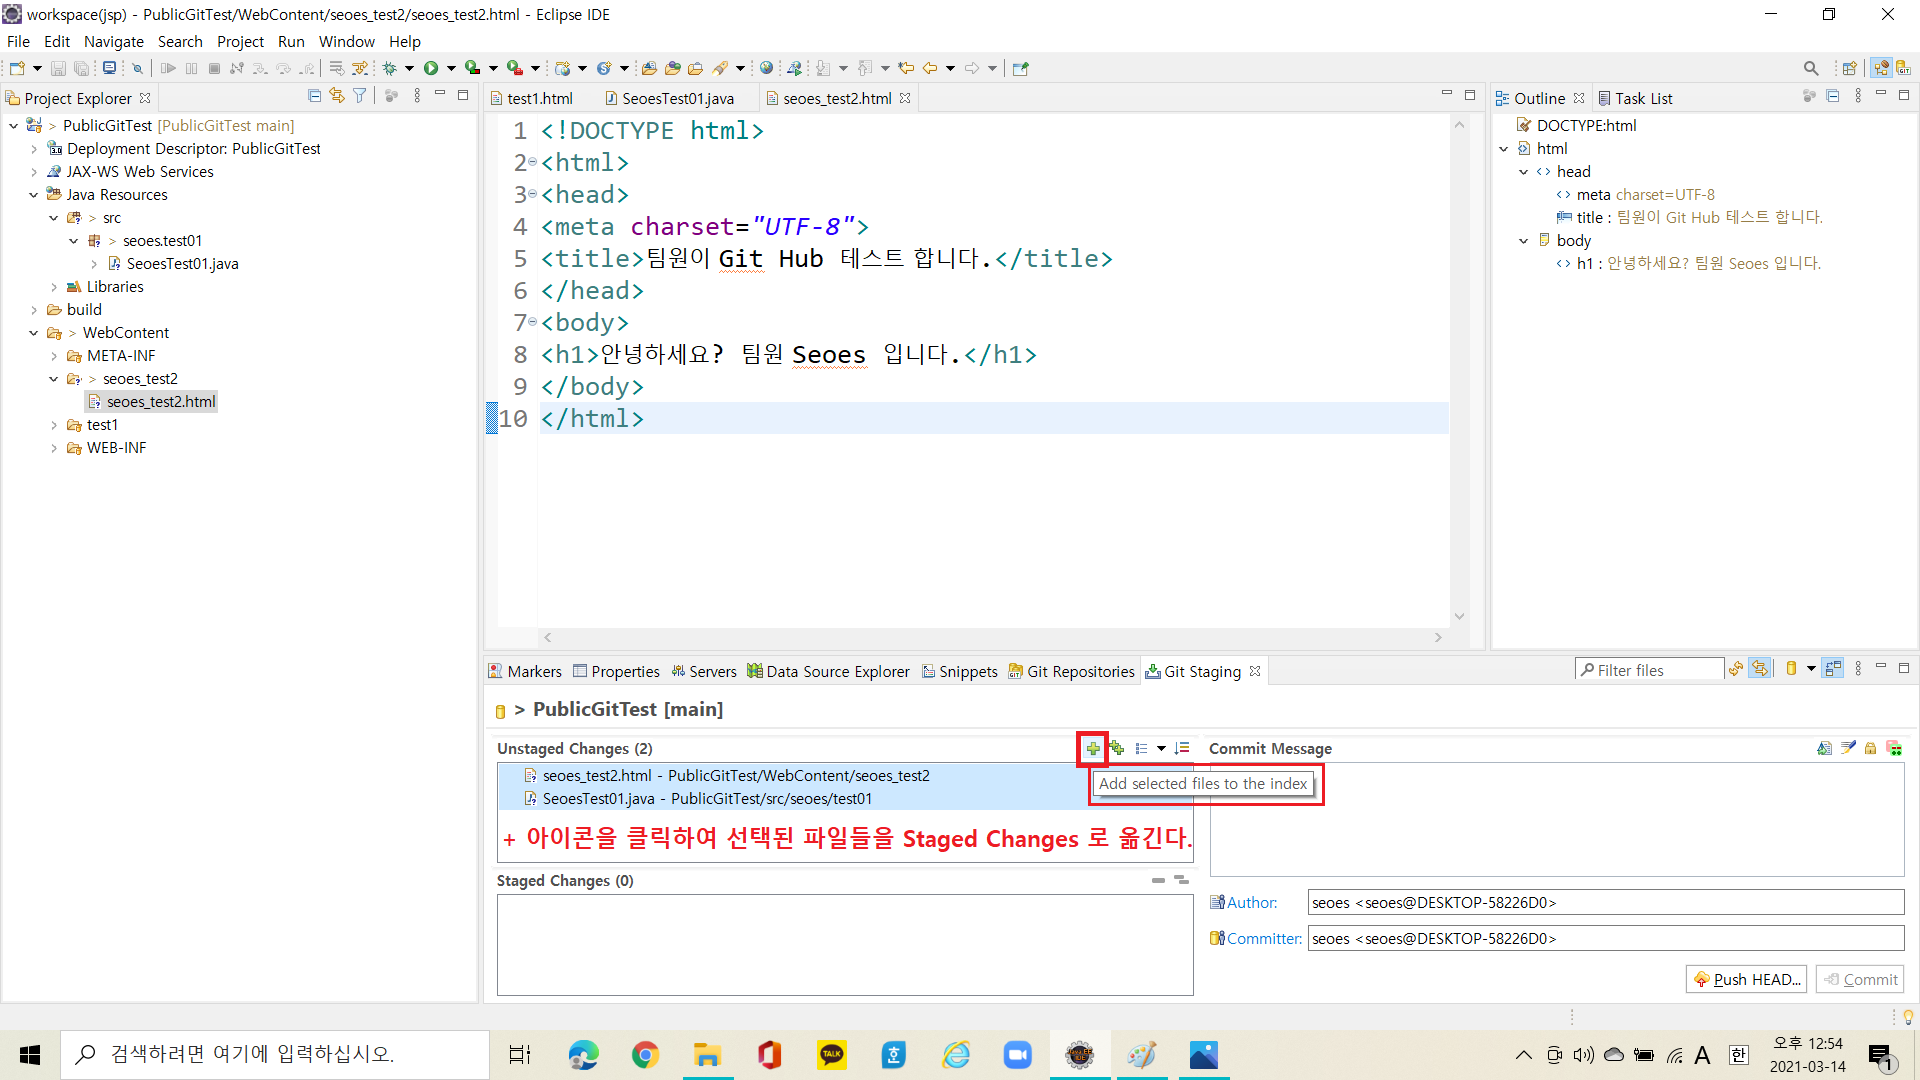 workspace(jsp) - PublicGitTest/WebContent/seoes_test2/seoes_test2.html - Eclipse IDE
File Edit Navigate Search Project Run Window Help
Project Explorer
PublicGitTest [PublicGitTest main]
Deployment Descriptor: PublicGitTest
JAX-WS Web Services
Java Resources
> src
> seoes.test01
SeoesTest01.java
Libraries
build
> WebContent
META-INF
> seoes_test2
seoes_test2.html
test1
WEB-INF
test1.html SeoesTest01.java seoes_test2.html
1 <!DOCTYPE html>
2 <html>
3 <head>
4 <meta charset="UTF-8">
5 <title>팀원이 Git Hub 테스트 합니다.</title>
6 </head>
7 <body>
8 <h1>안녕하세요? 팀원 Seoes 입니다.</h1>
9 </body>
10 </html>
Outline Task List
DOCTYPE:html
html
head
meta charset=UTF-8
title : 팀원이 Git Hub 테스트 합니다.
body
h1 : 안녕하세요? 팀원 Seoes 입니다.
Markers Properties Servers Data Source Explorer Snippets Git Repositories Git Staging
Filter files
> PublicGitTest [main]
Unstaged Changes (2)
seoes_test2.html - PublicGitTest/WebContent/seoes_test2
SeoesTest01.java - PublicGitTest/src/seoes/test01
Add selected files to the index
+ 아이콘을 클릭하여 선택된 파일들을 Staged Changes 로 옮긴다.
Staged Changes (0)
Commit Message
Author: seoes <seoes@DESKTOP-58226D0>
Committer: seoes <seoes@DESKTOP-58226D0>
Push HEAD... Commit
검색하려면 여기에 입력하십시오.
TALK
호
A 한
오후 12:54
2021-03-14
1